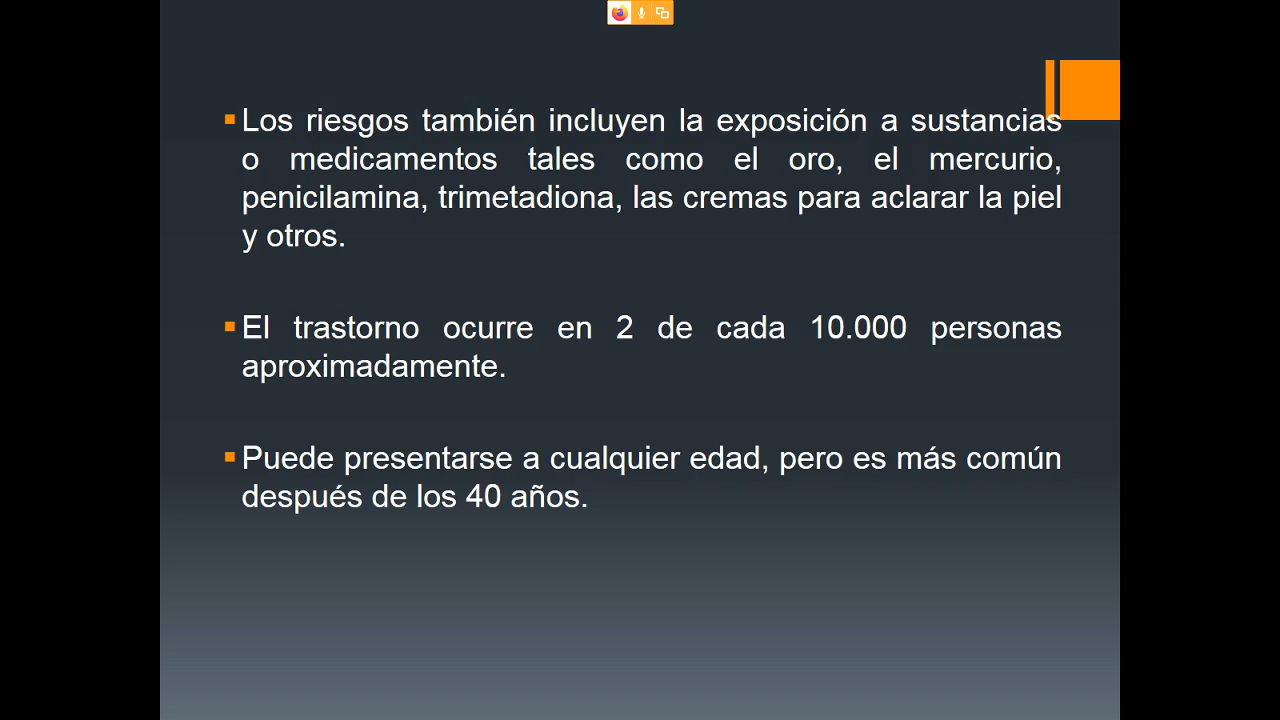 Los riesgos también incluyen la exposición a sustancias
o medicamentos tales como el oro, el mercurio,
penicilamina, trimetadiona, las cremas para aclarar la piel
y otros.
El trastorno ocurre en 2 de cada 10.000 personas
aproximadamente.
Puede presentarse a cualquier edad, pero es más común
después de los 40 años.